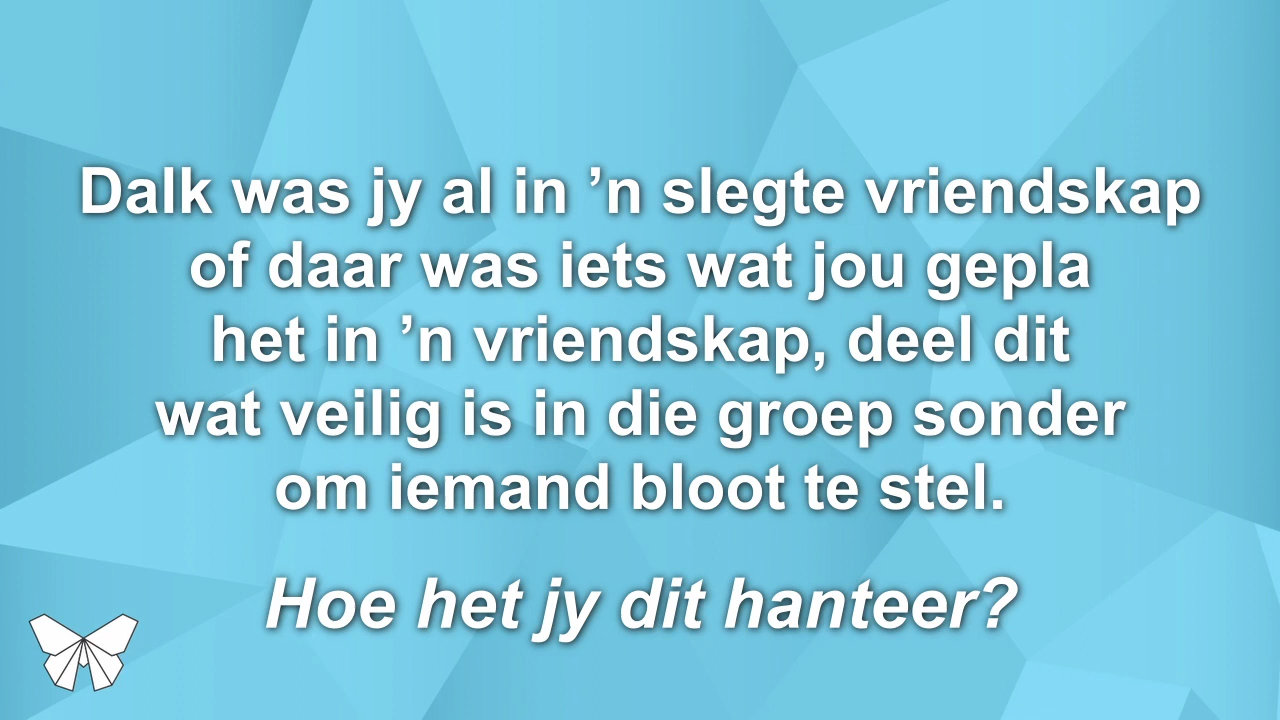 Dalk was jy al in ’n slegte vriendskap
of daar was iets wat jou gepla
het in ’n vriendskap, deel dit
wat veilig is in die groep sonder
om iemand bloot te stel.
Hoe het jy dit hanteer?